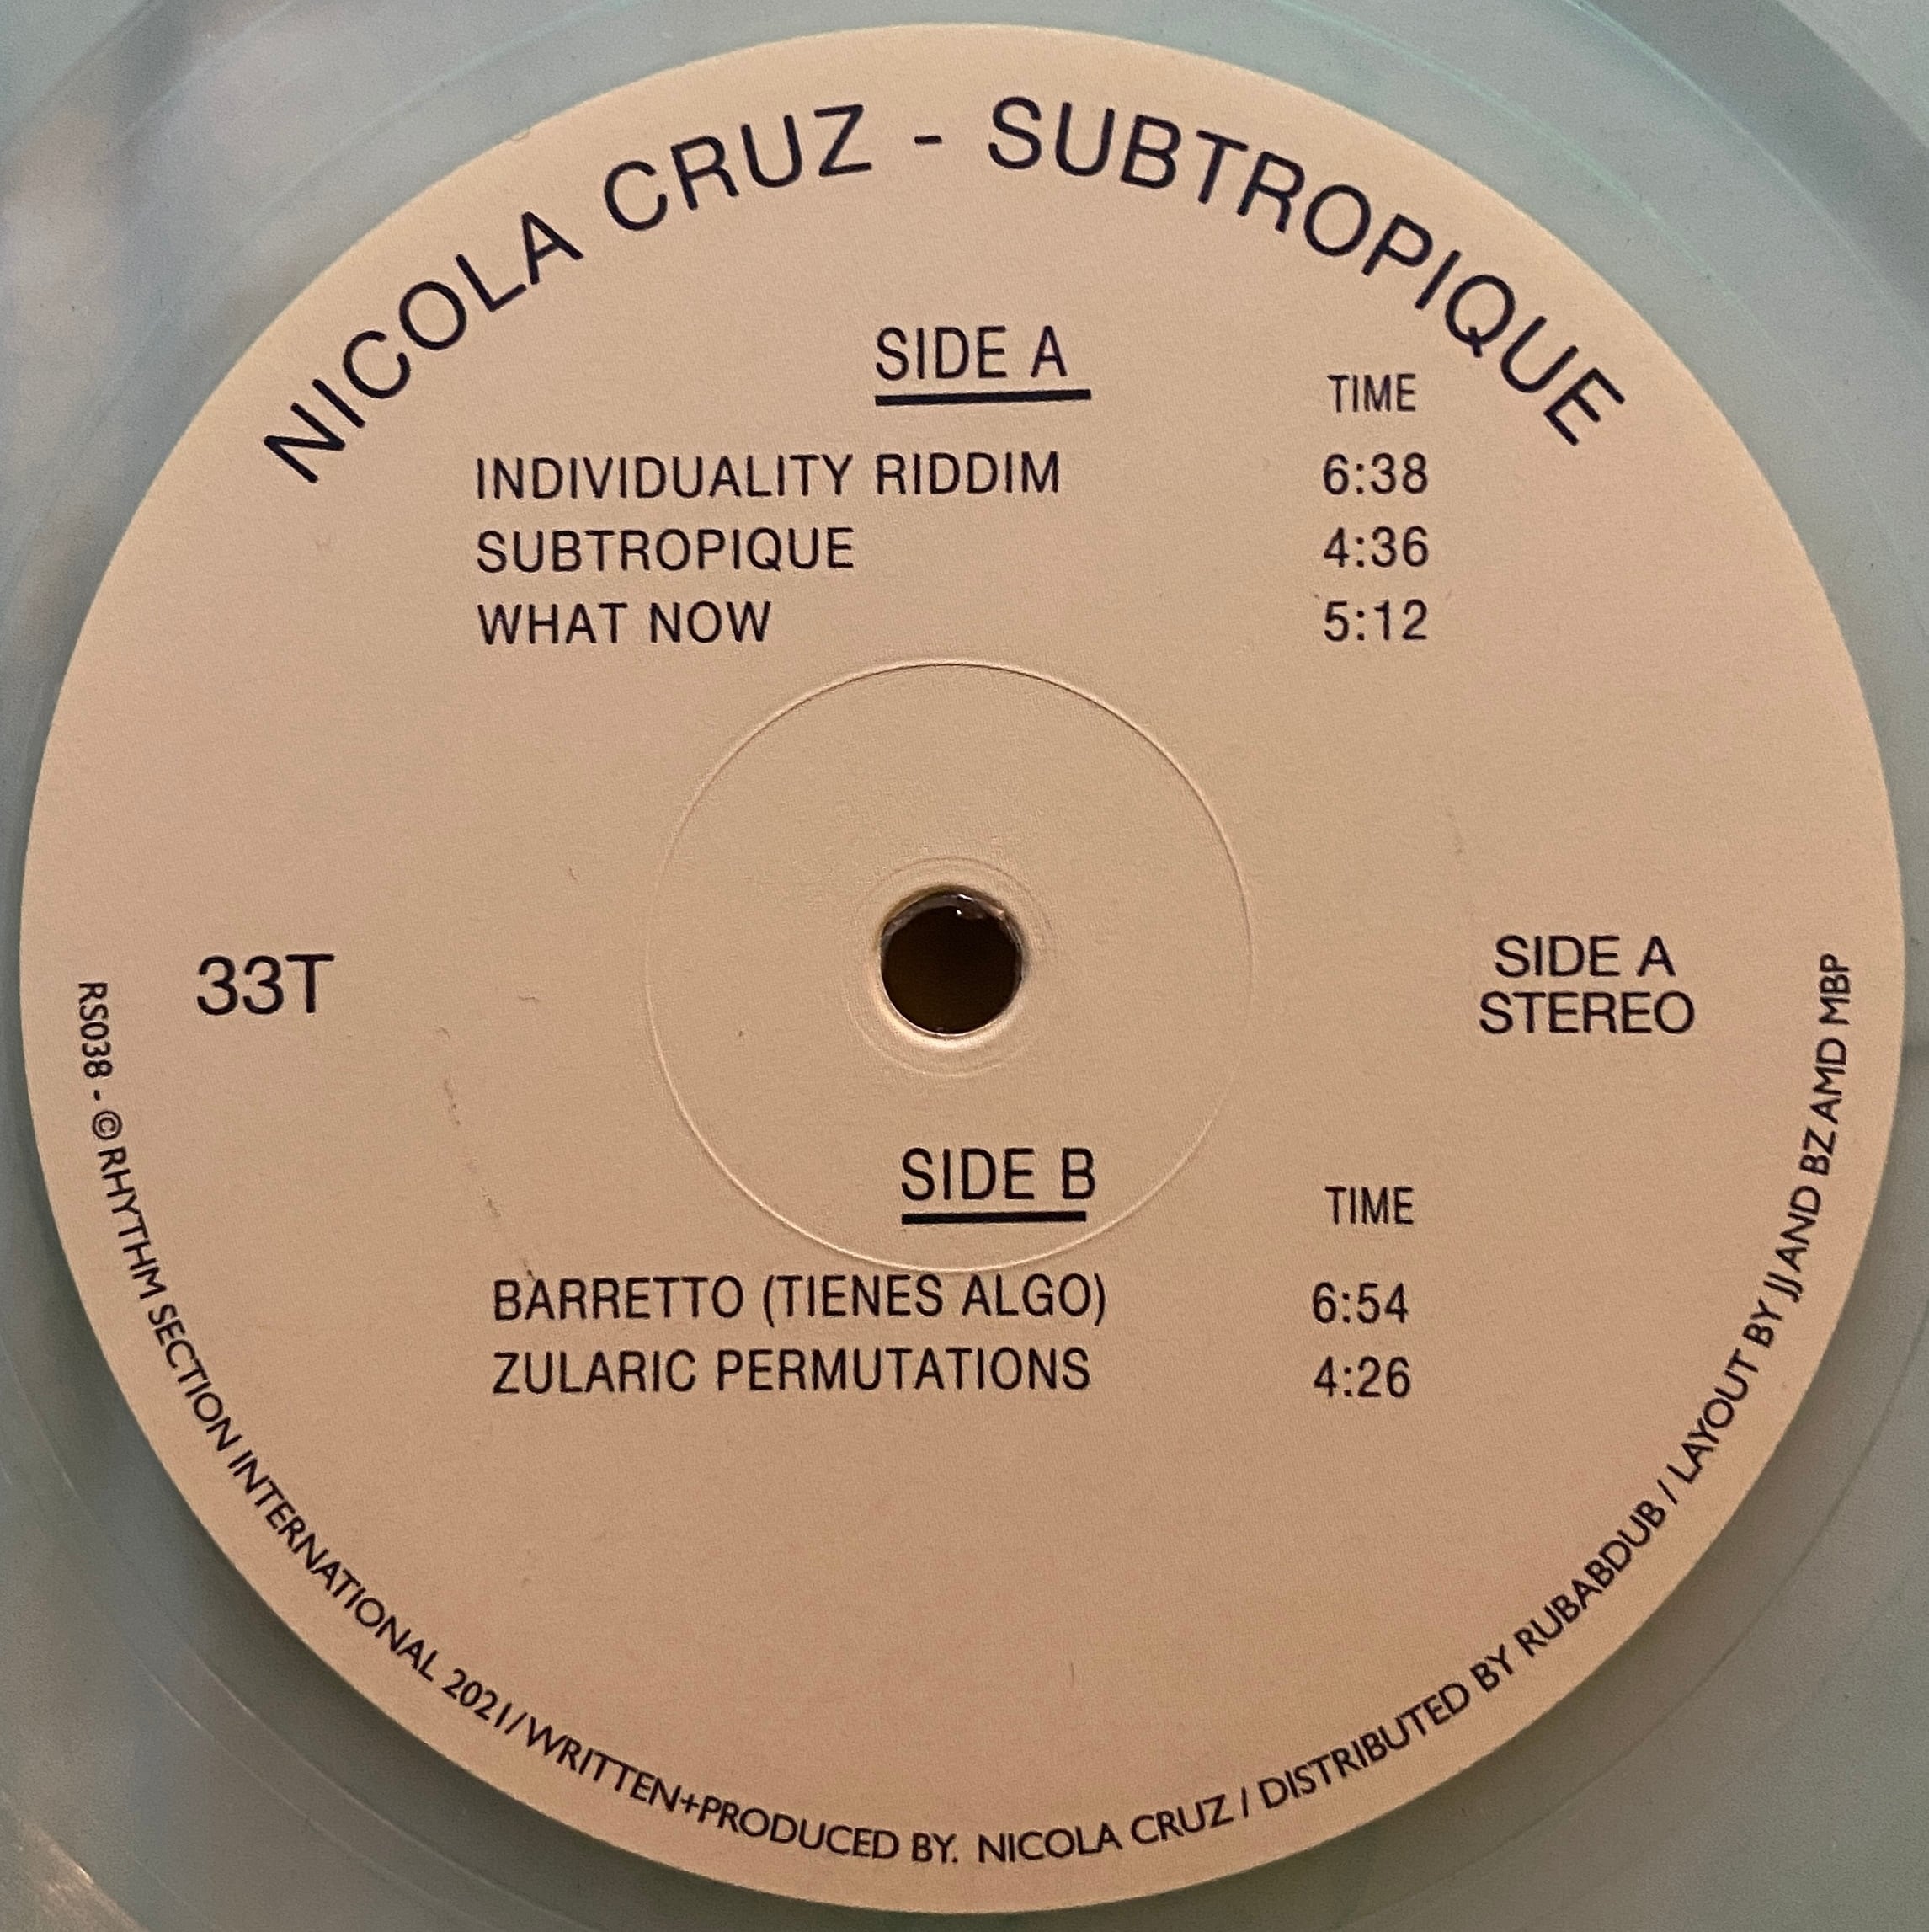 NICOLA CRUZ - SUBTROPIQUE
SIDE A
TIME
INDIVIDUALITY RIDDIM 6:38
SUBTROPIQUE 4:36
WHAT NOW 5:12
33T
SIDE A
STEREO
SIDE B
TIME
BARRETTO (TIENES ALGO) 6:54
ZULARIC PERMUTATIONS 4:26
RS038 - ©RHYTHM SECTION INTERNATIONAL 2021/WRITTEN+PRODUCED BY. NICOLA CRUZ / DISTRIBUTED BY RUBABDUB / LAYOUT BY JJ AND BZ AMD MBP